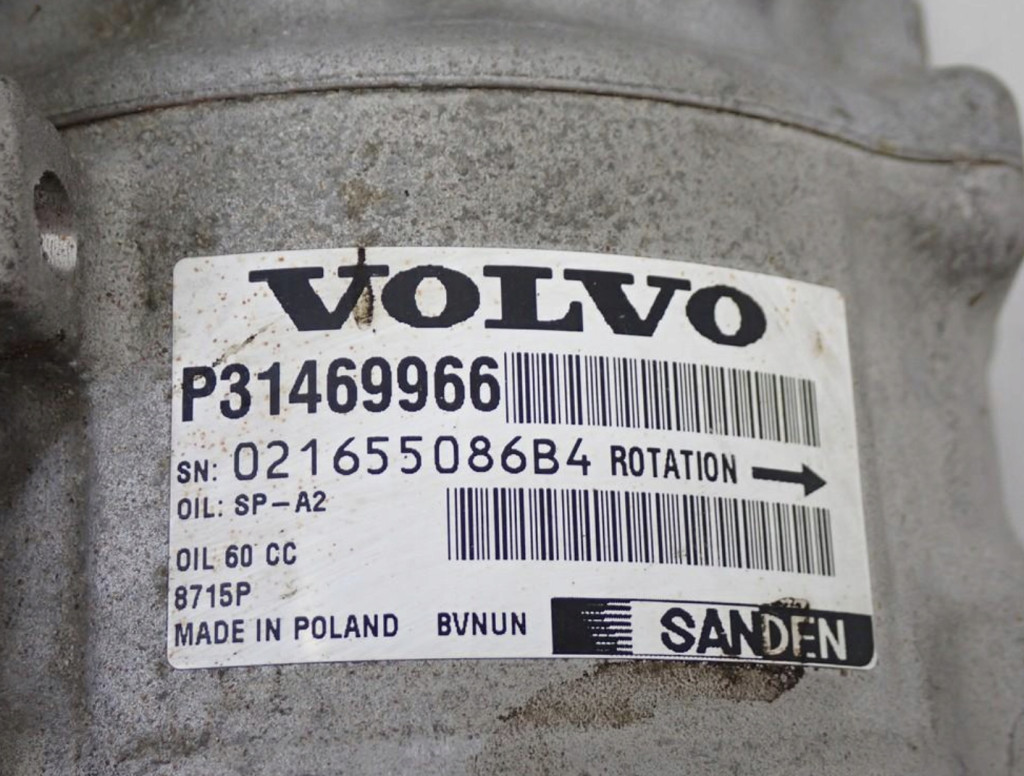 VOLVO
P31469966
SN: 021655086B4 ROTATION
OIL: SP-A2
OIL 60 CC
8715P
MADE IN POLAND BVNUN SANDEN